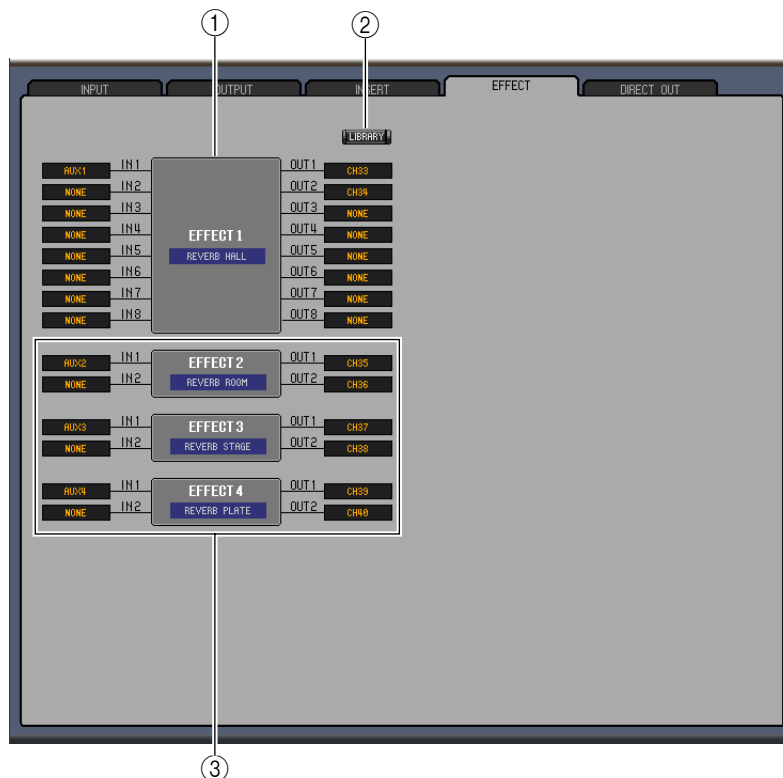 ① ②
INPUT OUTPUT INSERT EFFECT DIRECT OUT
LIBRARY
AUX1 IN1 OUT1 CH33
NONE IN2 OUT2 CH34
NONE IN3 OUT3 NONE
NONE IN4 EFFECT 1 OUT4 NONE
NONE IN5 REVERB HALL OUT5 NONE
NONE IN6 OUT6 NONE
NONE IN7 OUT7 NONE
NONE IN8 OUT8 NONE
AUX2 IN1 EFFECT 2 OUT1 CH35
NONE IN2 REVERB ROOM OUT2 CH36
AUX3 IN1 EFFECT 3 OUT1 CH37
NONE IN2 REVERB STAGE OUT2 CH38
AUX4 IN1 EFFECT 4 OUT1 CH39
NONE IN2 REVERB PLATE OUT2 CH40
③